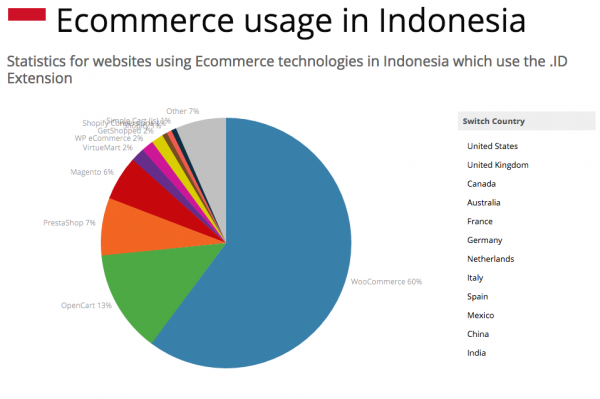 Ecommerce usage in Indonesia
Statistics for websites using Ecommerce technologies in Indonesia which use the .ID
Extension
Other 7%
Simple Cart (js) 1%
Shopify
GetShopped 2%
WP eCommerce 2%
VirtueMart 2%
Magento 6%
PrestaShop 7%
OpenCart 13%
WooCommerce 60%
Switch Country
United States
United Kingdom
Canada
Australia
France
Germany
Netherlands
Italy
Spain
Mexico
China
India